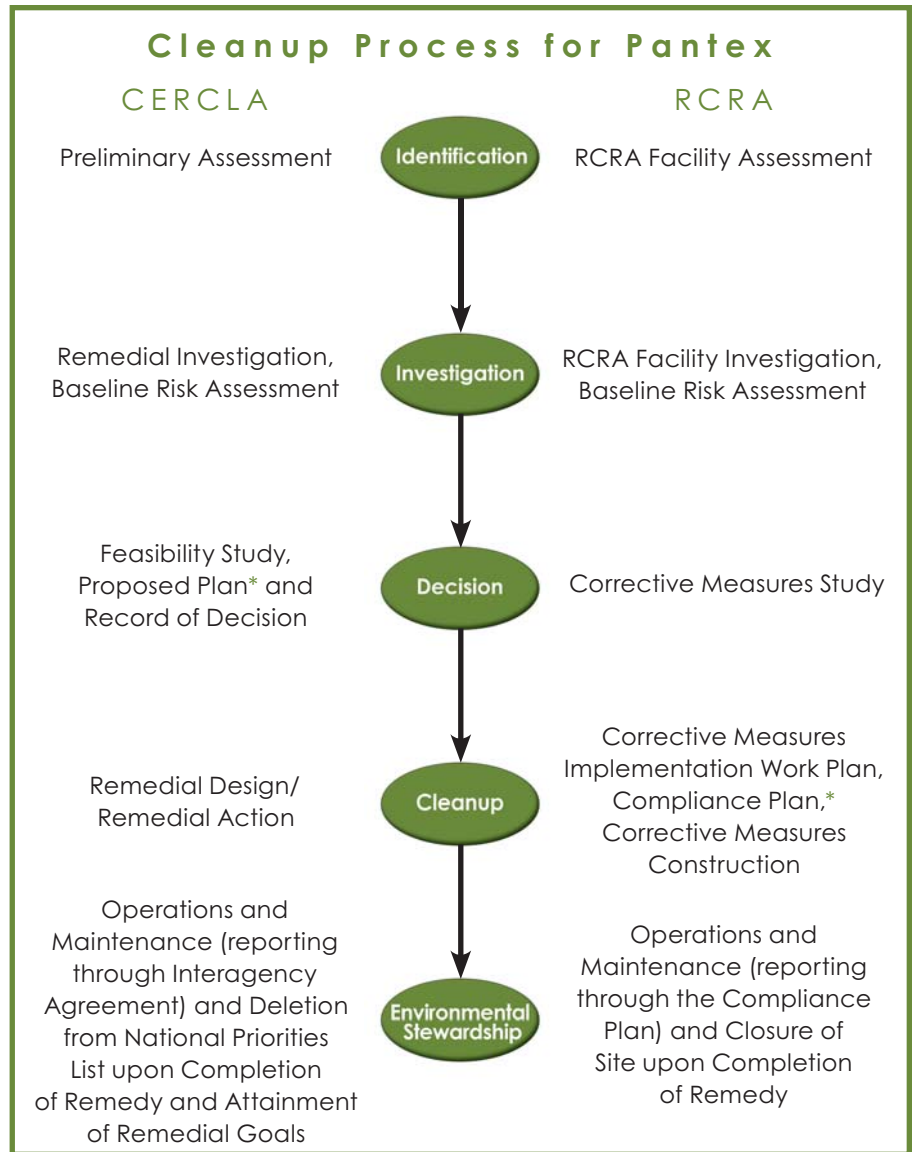 Cleanup Process for Pantex
CERCLA
RCRA
Preliminary Assessment
Identification
RCRA Facility Assessment
Remedial Investigation,
Baseline Risk Assessment
Investigation
RCRA Facility Investigation,
Baseline Risk Assessment
Feasibility Study,
Proposed Plan* and
Record of Decision
Decision
Corrective Measures Study
Remedial Design/
Remedial Action
Cleanup
Corrective Measures
Implementation Work Plan,
Compliance Plan,*
Corrective Measures
Construction
Operations and
Maintenance (reporting
through Interagency
Agreement) and Deletion
from National Priorities
List upon Completion
of Remedy and Attainment
of Remedial Goals
Environmental
Stewardship
Operations and
Maintenance (reporting
through the Compliance
Plan) and Closure of
Site upon Completion
of Remedy